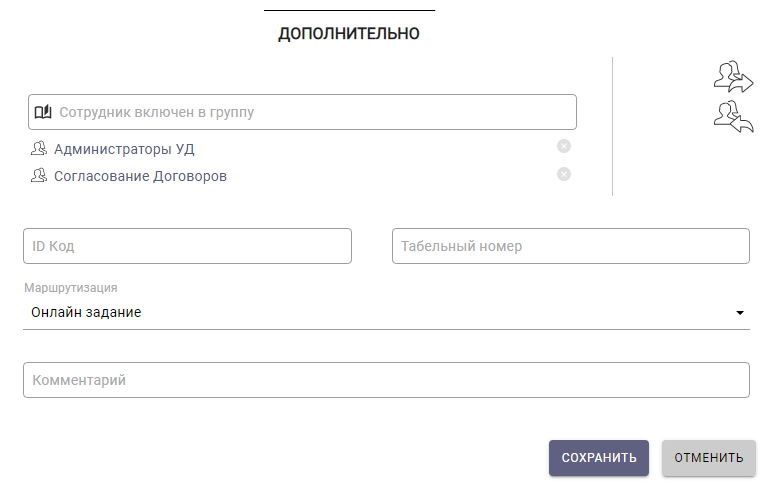 ДОПОЛНИТЕЛЬНО
Сотрудник включен в группу
Администраторы УД
Согласование Договоров
ID Код
Табельный номер
Маршрутизация
Онлайн задание
Комментарий
СОХРАНИТЬ
ОТМЕНИТЬ